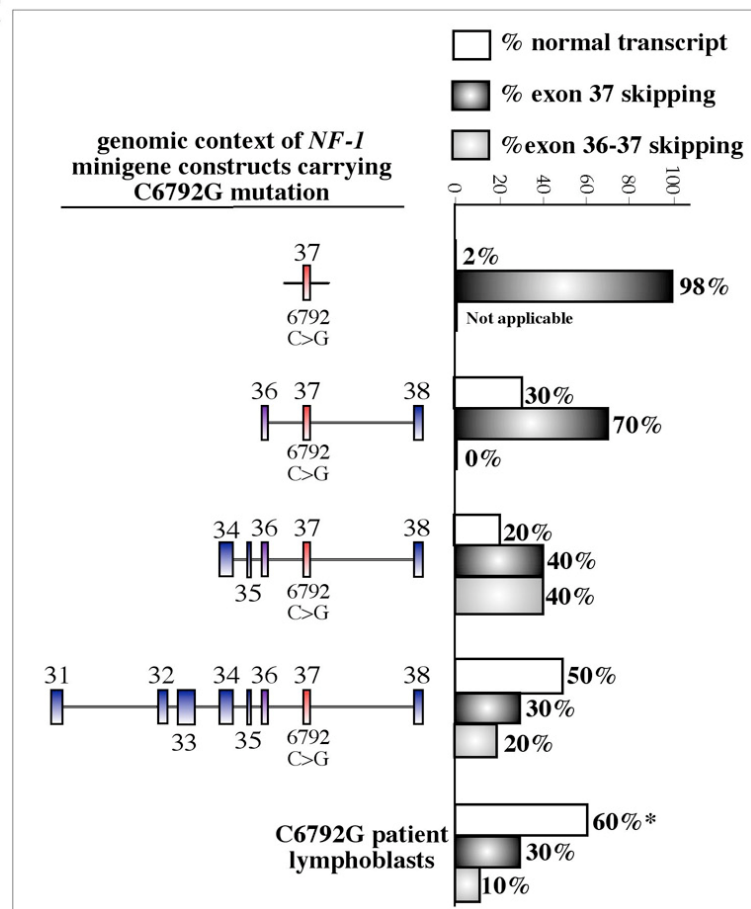 % normal transcript
% exon 37 skipping
%exon 36-37 skipping
genomic context of NF-1
minigene constructs carrying
C6792G mutation
0 20 40 60 80 100
37
6792
C>G
2%
98%
Not applicable
36 37 38
6792
C>G
30%
70%
0%
34 36 37 38
35 6792
C>G
20%
40%
40%
31 32 34 36 37 38
33 35 6792
C>G
50%
30%
20%
C6792G patient
lymphoblasts
60%*
30%
10%